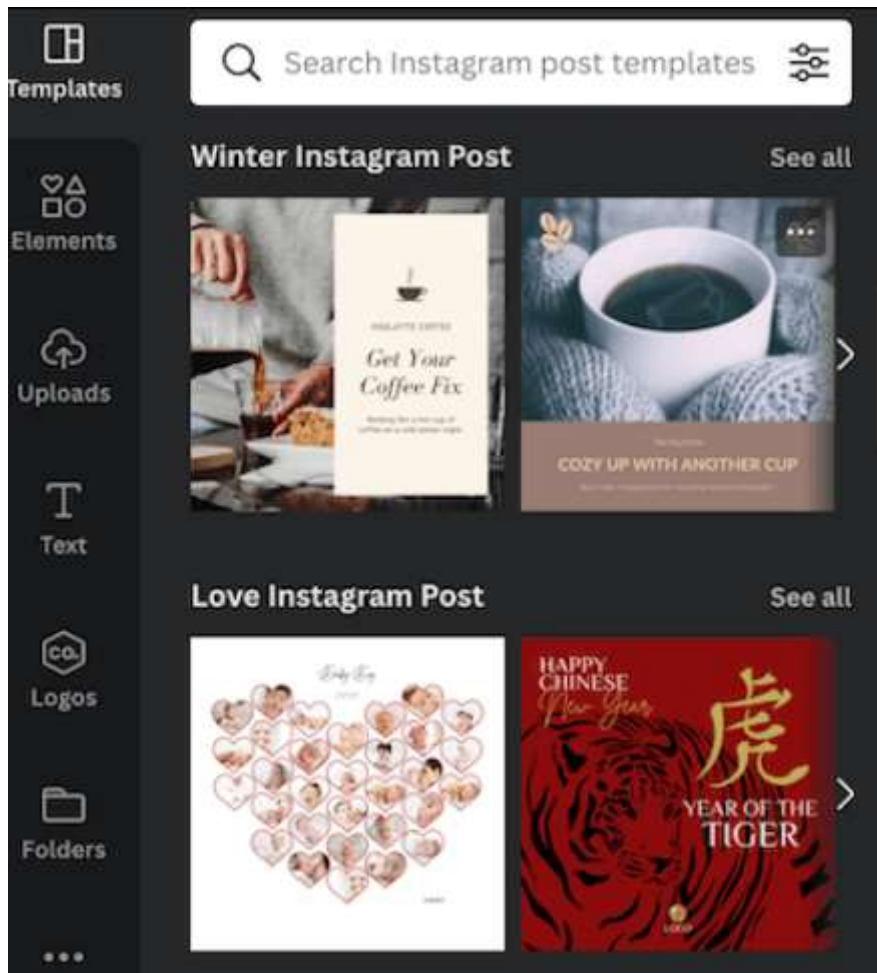 Templates
Search Instagram post templates
Winter Instagram Post
See all
Elements
Get Your
Coffee Fix
COZY UP WITH ANOTHER CUP
Uploads
Text
Love Instagram Post
See all
CO.
Logos
HAPPY
CHINESE
New Year
虎
YEAR OF THE
TIGER
LOGO
Folders